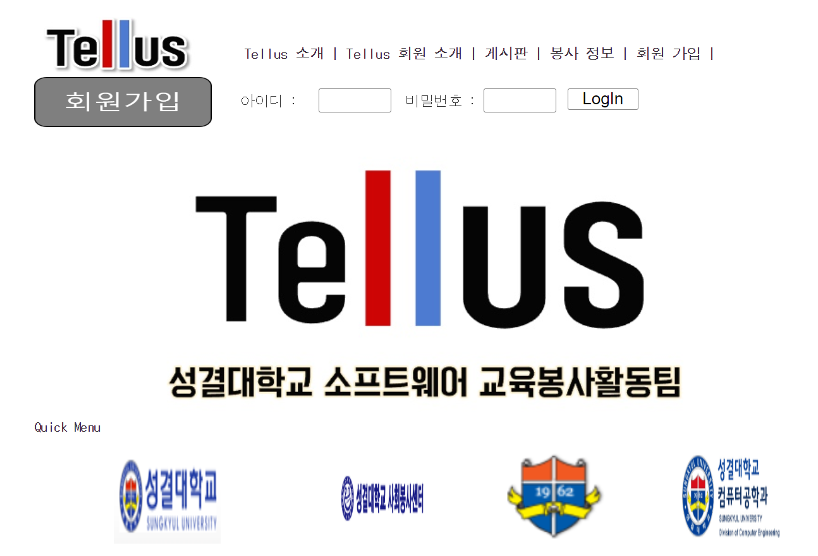 Tellus
Tellus 소개 | Tellus 회원 소개 | 게시판 | 봉사 정보 | 회원 가입 |
회원가입
아이디 : 비밀번호 : LogIn
Tellus
성결대학교 소프트웨어 교육봉사활동팀
Quick Menu
성결대학교
SUNGKYUL UNIVERSITY
성결대학교 사회봉사센터
1962
성결대학교
컴퓨터공학과
SUNGKYUL UNIVERSITY
Division of Computer Engineering